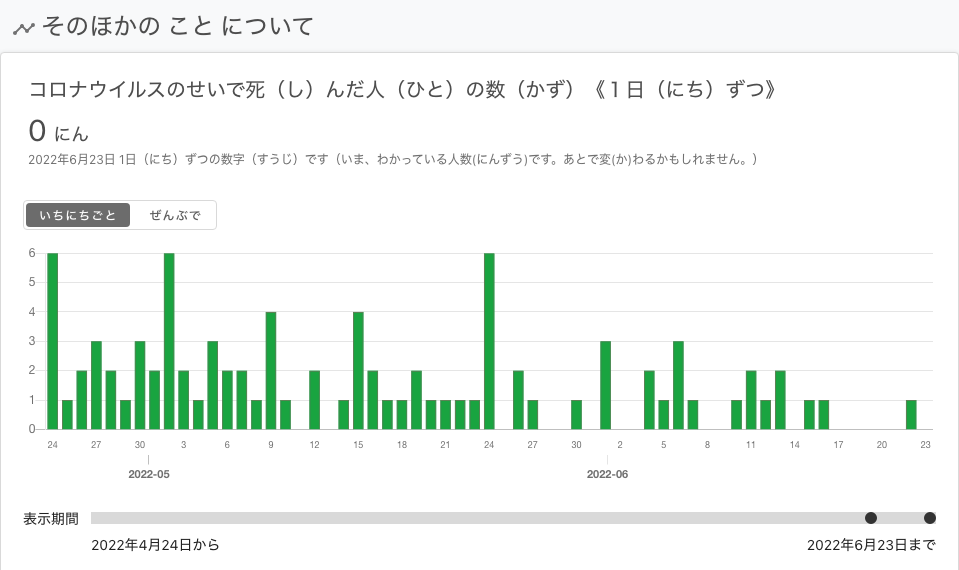 そのほかの こと について
コロナウイルスのせいで死（し）んだ人（ひと）の数（かず）《１日（にち）ずつ》
0 にん
2022年6月23日 1日（にち）ずつの数字（すうじ）です（いま、わかっている人数(にんずう)です。あとで変(か)わるかもしれません。）
いちにちごと ぜんぶで
6
5
4
3
2
1
0
24 27 30 3 6 9 12 15 18 21 24 27 30 2 5 8 11 14 17 20 23
2022-05 2022-06
表示期間
2022年4月24日から 2022年6月23日まで